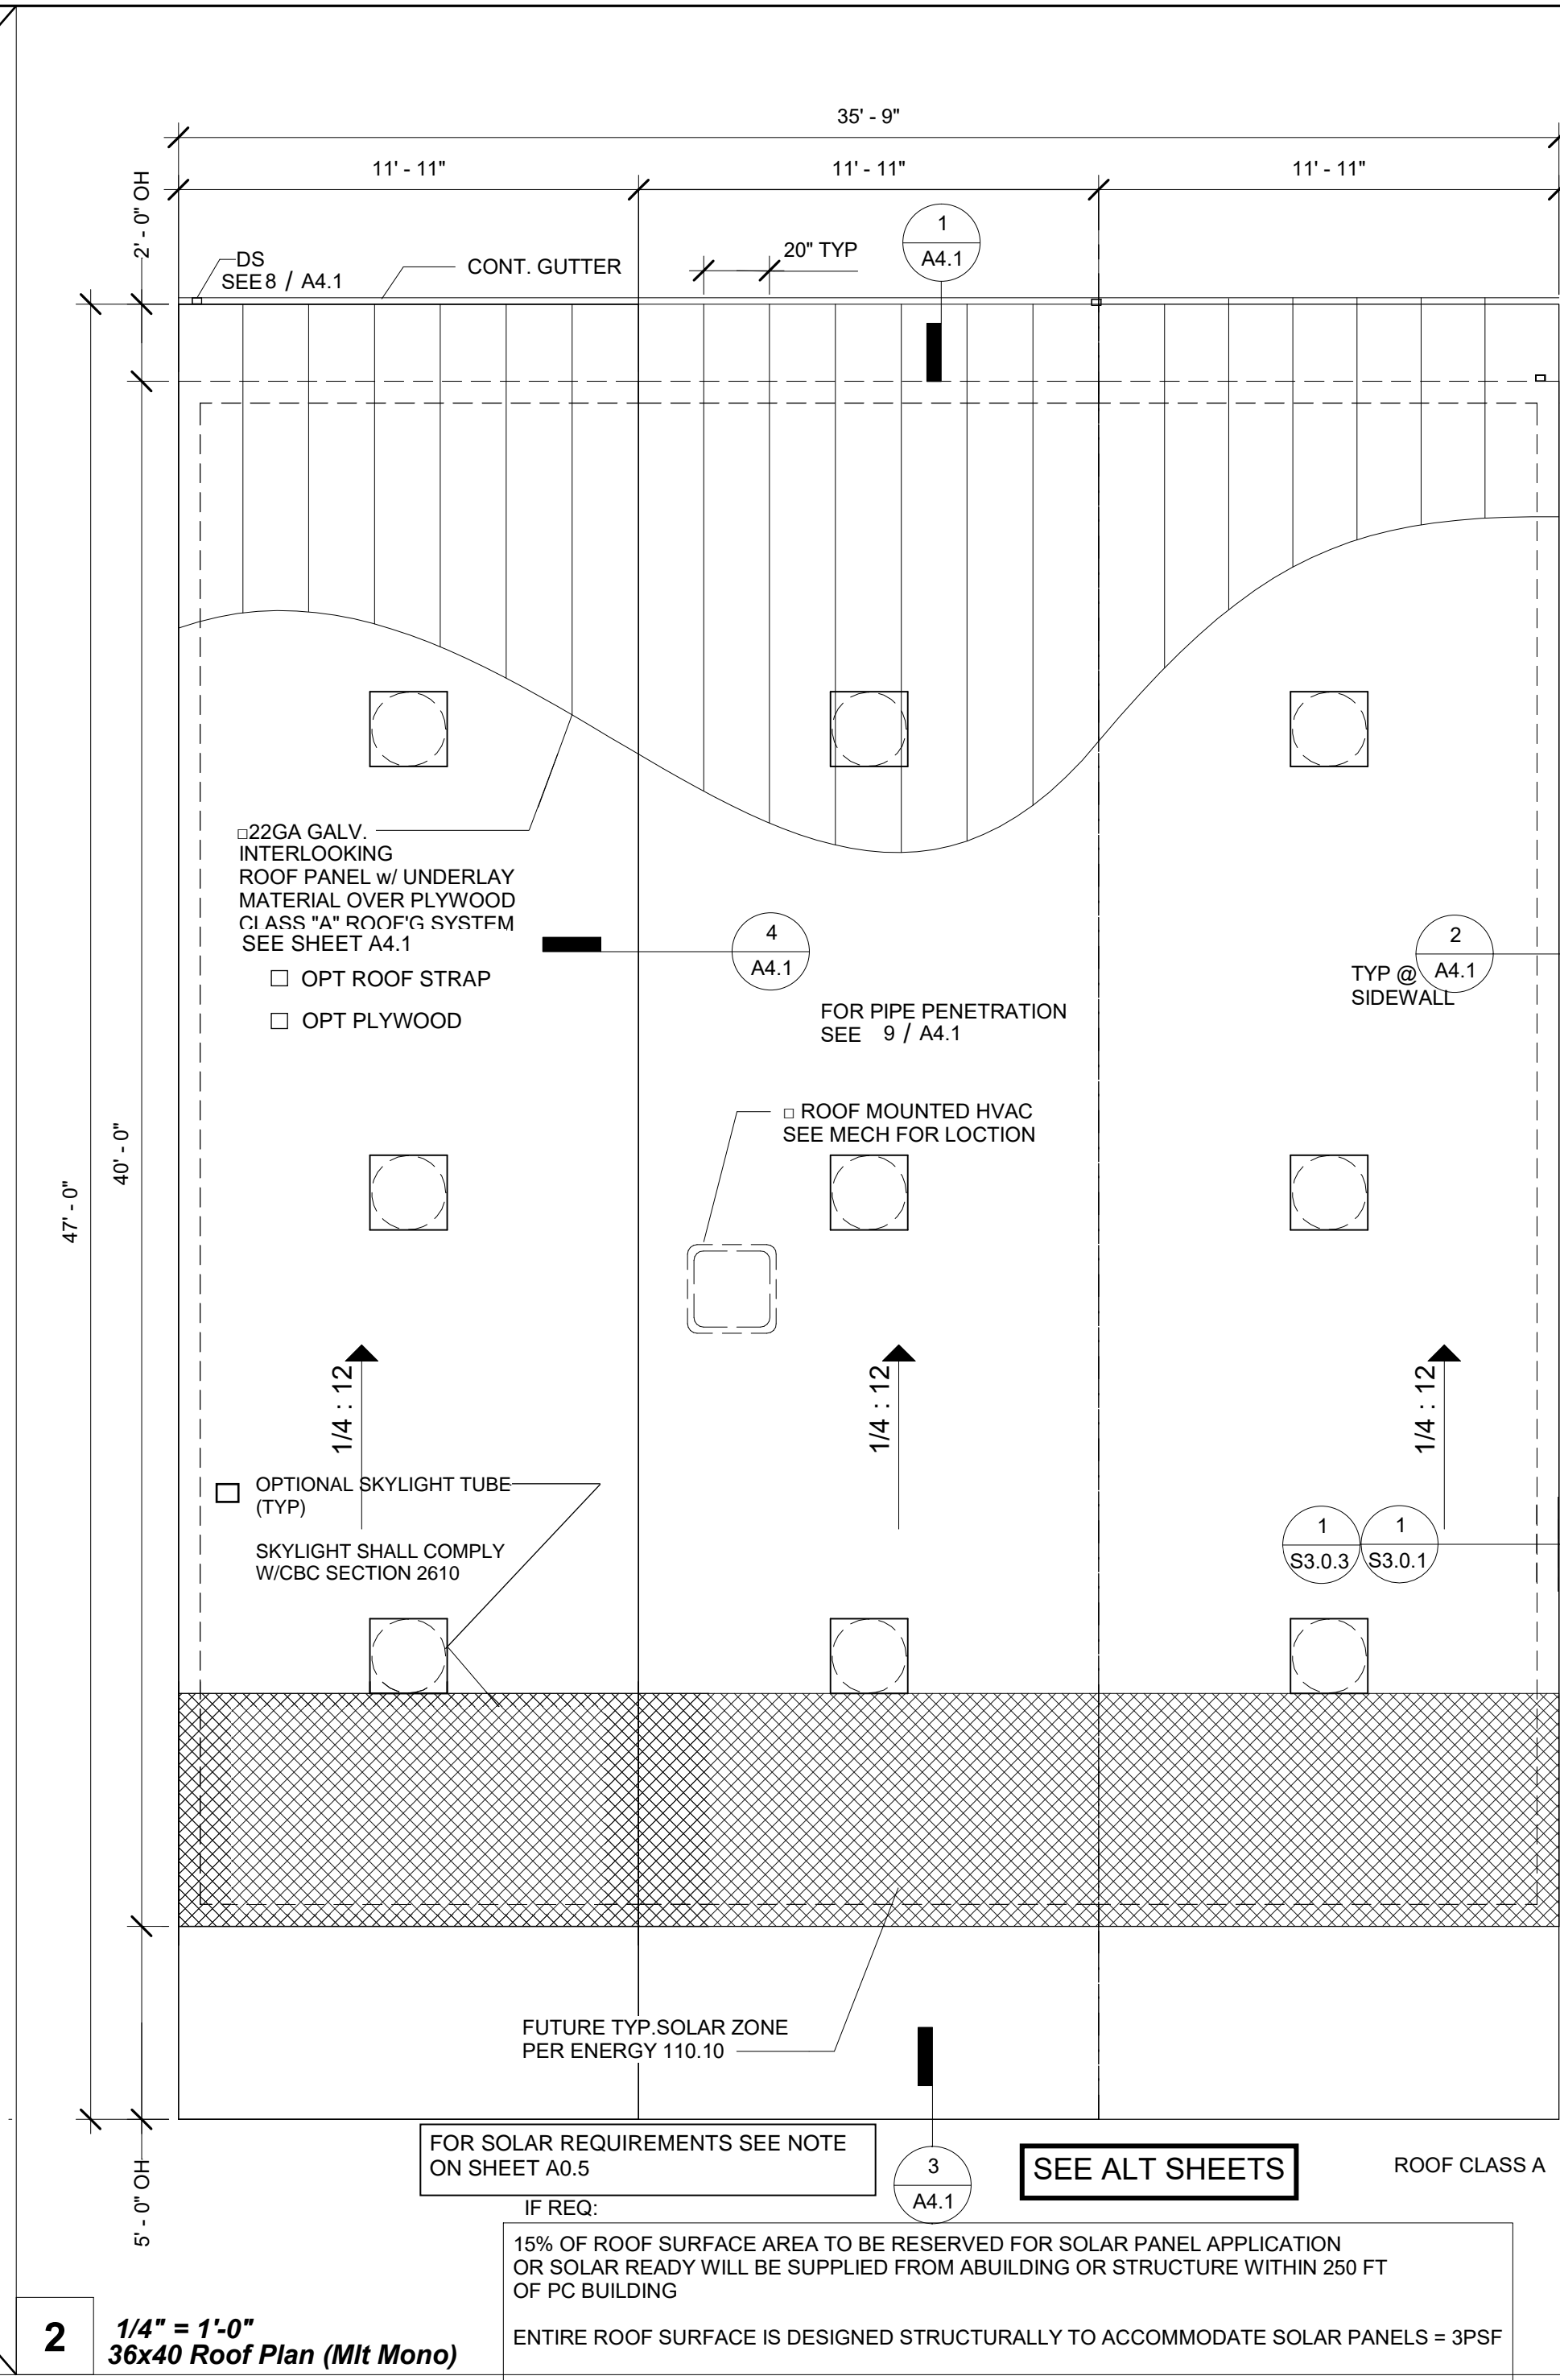 35' - 9"
11' - 11"
11' - 11"
11' - 11"
2' - 0" OH
DS
SEE 8 / A4.1
CONT. GUTTER
20" TYP
1
A4.1
□22GA GALV.
INTERLOOKING
ROOF PANEL w/ UNDERLAY
MATERIAL OVER PLYWOOD
CLASS "A" ROOF'G SYSTEM
SEE SHEET A4.1
□ OPT ROOF STRAP
□ OPT PLYWOOD
4
A4.1
2
A4.1
TYP @
SIDEWALL
FOR PIPE PENETRATION
SEE 9 / A4.1
□ ROOF MOUNTED HVAC
SEE MECH FOR LOCTION
40' - 0"
47' - 0"
1/4 : 12
1/4 : 12
1/4 : 12
OPTIONAL SKYLIGHT TUBE
(TYP)
SKYLIGHT SHALL COMPLY
W/CBC SECTION 2610
1
S3.0.3
1
S3.0.1
FUTURE TYP.SOLAR ZONE
PER ENERGY 110.10
5' - 0" OH
FOR SOLAR REQUIREMENTS SEE NOTE
ON SHEET A0.5
3
A4.1
SEE ALT SHEETS
ROOF CLASS A
IF REQ:
15% OF ROOF SURFACE AREA TO BE RESERVED FOR SOLAR PANEL APPLICATION
OR SOLAR READY WILL BE SUPPLIED FROM ABUILDING OR STRUCTURE WITHIN 250 FT
OF PC BUILDING
ENTIRE ROOF SURFACE IS DESIGNED STRUCTURALLY TO ACCOMMODATE SOLAR PANELS = 3PSF
2
1/4" = 1'-0"
36x40 Roof Plan (Mlt Mono)